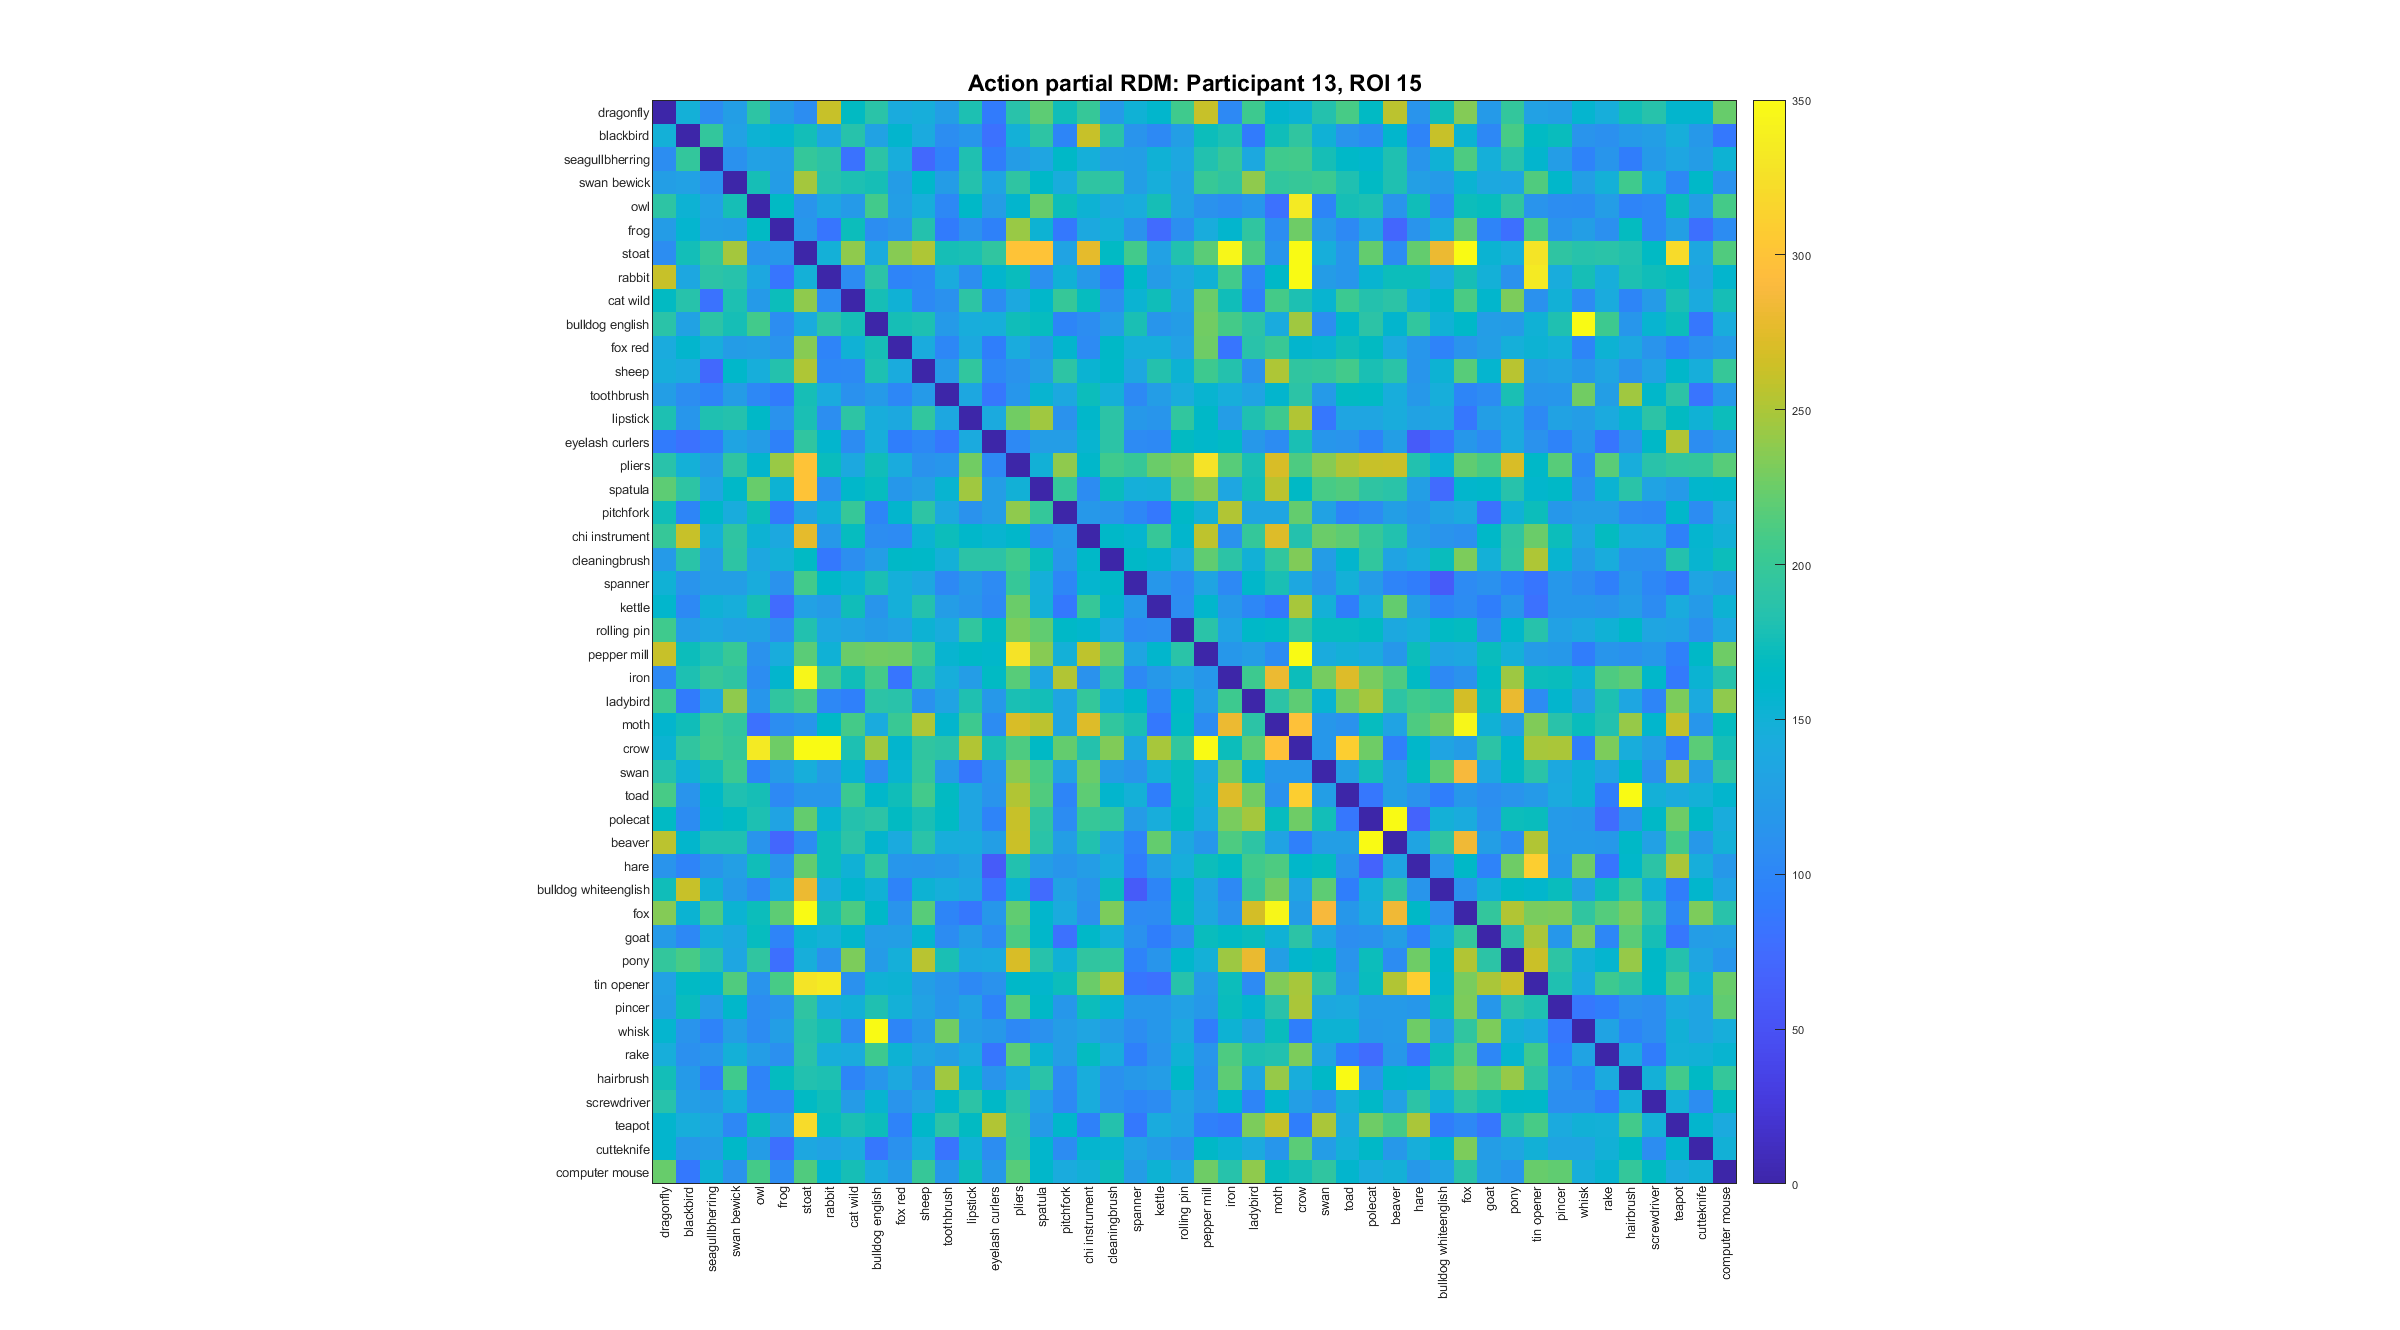 Action partial RDM: Participant 13, ROI 15
dragonfly
blackbird
seagullbherring
swan bewick
owl
frog
stoat
rabbit
cat wild
bulldog english
fox red
sheep
toothbrush
lipstick
eyelash curlers
pliers
spatula
pitchfork
chi instrument
cleaningbrush
spanner
kettle
rolling pin
pepper mill
iron
ladybird
moth
crow
swan
toad
polecat
beaver
hare
bulldog whiteenglish
fox
goat
pony
tin opener
pincer
whisk
rake
hairbrush
screwdriver
teapot
cutteknife
computer mouse
dragonfly
blackbird
seagullbherring
swan bewick
owl
frog
stoat
rabbit
cat wild
bulldog english
fox red
sheep
toothbrush
lipstick
eyelash curlers
pliers
spatula
pitchfork
chi instrument
cleaningbrush
spanner
kettle
rolling pin
pepper mill
iron
ladybird
moth
crow
swan
toad
polecat
beaver
hare
bulldog whiteenglish
fox
goat
pony
tin opener
pincer
whisk
rake
hairbrush
screwdriver
teapot
cutteknife
computer mouse
350
300
250
200
150
100
50
0